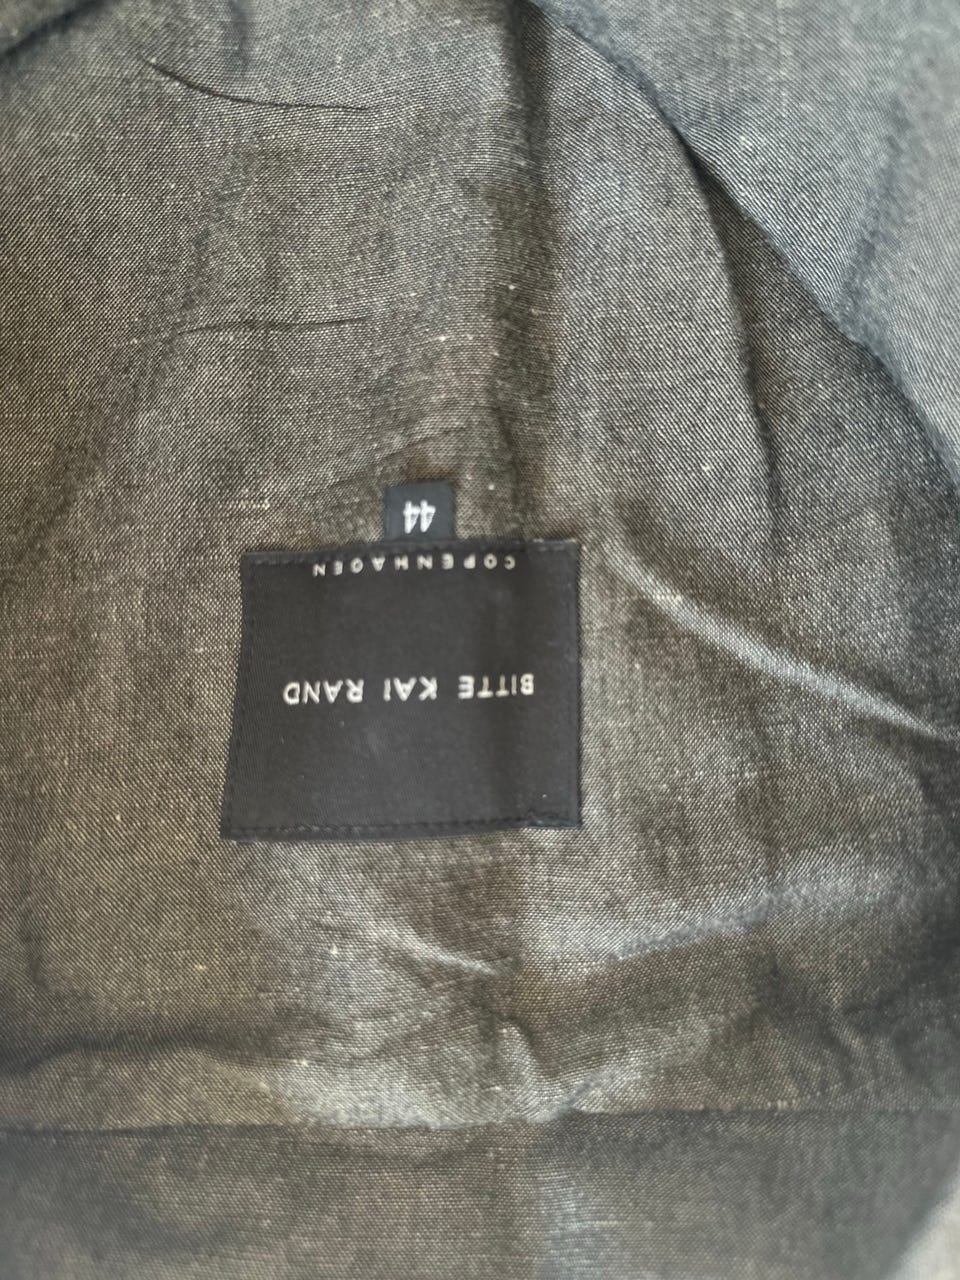 BITTE KAI RAND
COPENHAGEN
44